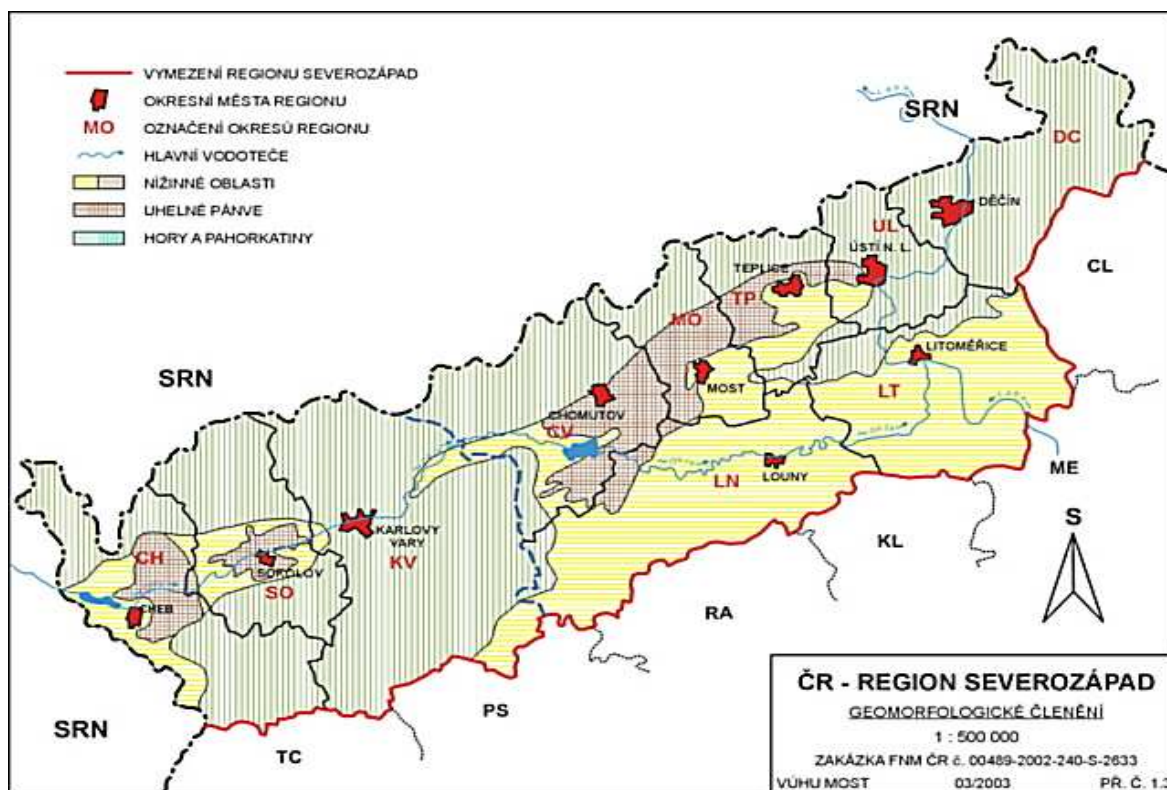 VYMEZENÍ REGIONU SEVEROZÁPAD
OKRESNÍ MĚSTA REGIONU
MO OZNAČENÍ OKRESŮ REGIONU
HLAVNÍ VODOTEČE
NÍŽINNÉ OBLASTI
UHELNÉ PÁNVE
HORY A PAHORKATINY
SRN
DC
DĚČÍN
UL
ÚSTÍ N. L.
CL
TEPLICE
TP
MO
LITOMĚŘICE
SRN
MOST
LT
CHOMUTOV
CV
ME
LN
LOUNY
S
KARLOVY
VARY
KL
CH
SOKOLOV
KV
SO
CHEB
RA
PS
SRN
TC
ČR - REGION SEVEROZÁPAD
GEOMORFOLOGICKÉ ČLENĚNÍ
1 : 500 000
ZAKÁZKA FNM ČR č. 00489-2002-240-S-2633
VÚHU MOST 03/2003 PŘ. Č. 1.3